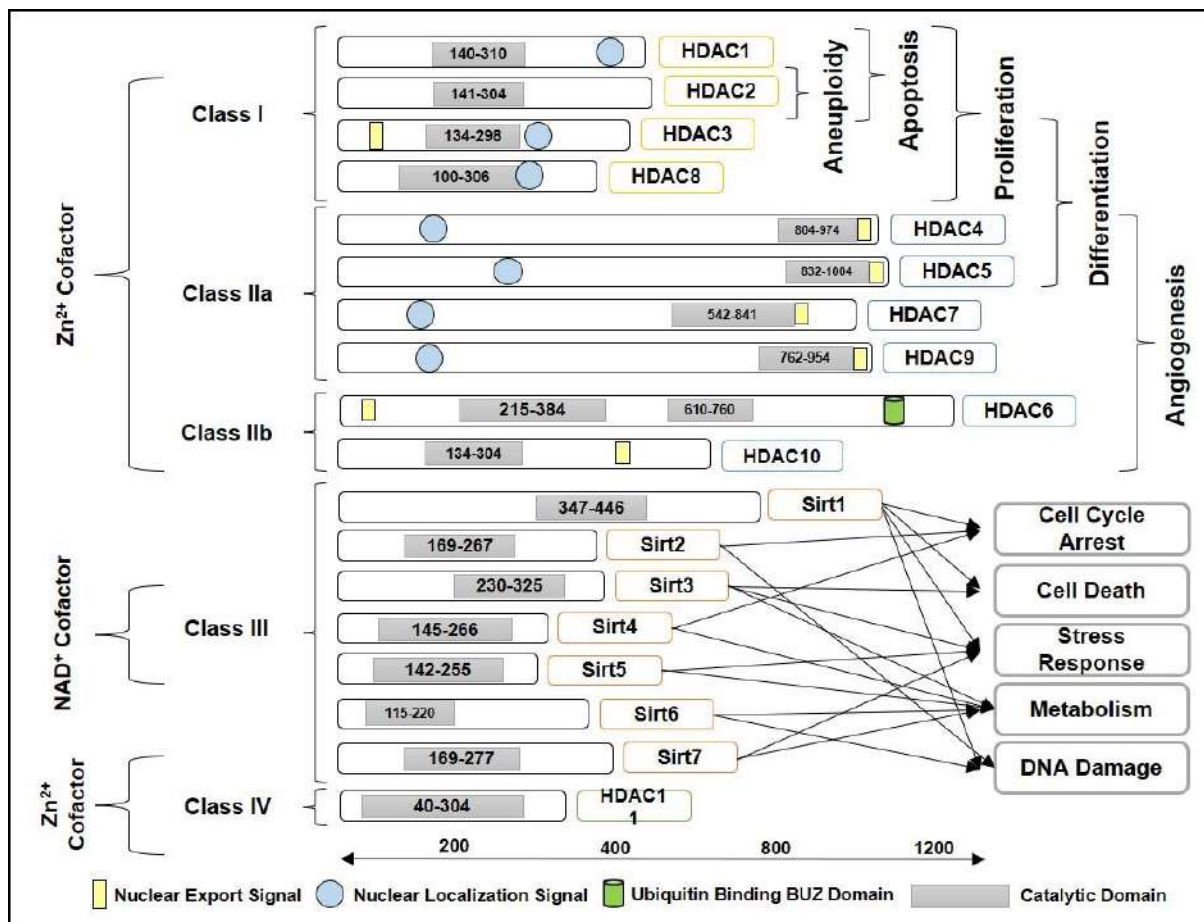 Zn²⁺ Cofactor
Class I
140-310
HDAC1
141-304
HDAC2
134-298
HDAC3
100-306
HDAC8
Aneuploidy
Apoptosis
Proliferation
Differentiation
Angiogenesis
Class IIa
804-974
HDAC4
832-1004
HDAC5
542-841
HDAC7
762-954
HDAC9
Class IIb
215-384
610-760
HDAC6
134-304
HDAC10
NAD⁺ Cofactor
Class III
347-446
Sirt1
169-267
Sirt2
230-325
Sirt3
145-266
Sirt4
142-255
Sirt5
115-220
Sirt6
169-277
Sirt7
Cell Cycle
Arrest
Cell Death
Stress
Response
Metabolism
DNA Damage
Zn²⁺
Cofactor
Class IV
40-304
HDAC1
1
200 400 800 1200
Nuclear Export Signal
Nuclear Localization Signal
Ubiquitin Binding BUZ Domain
Catalytic Domain